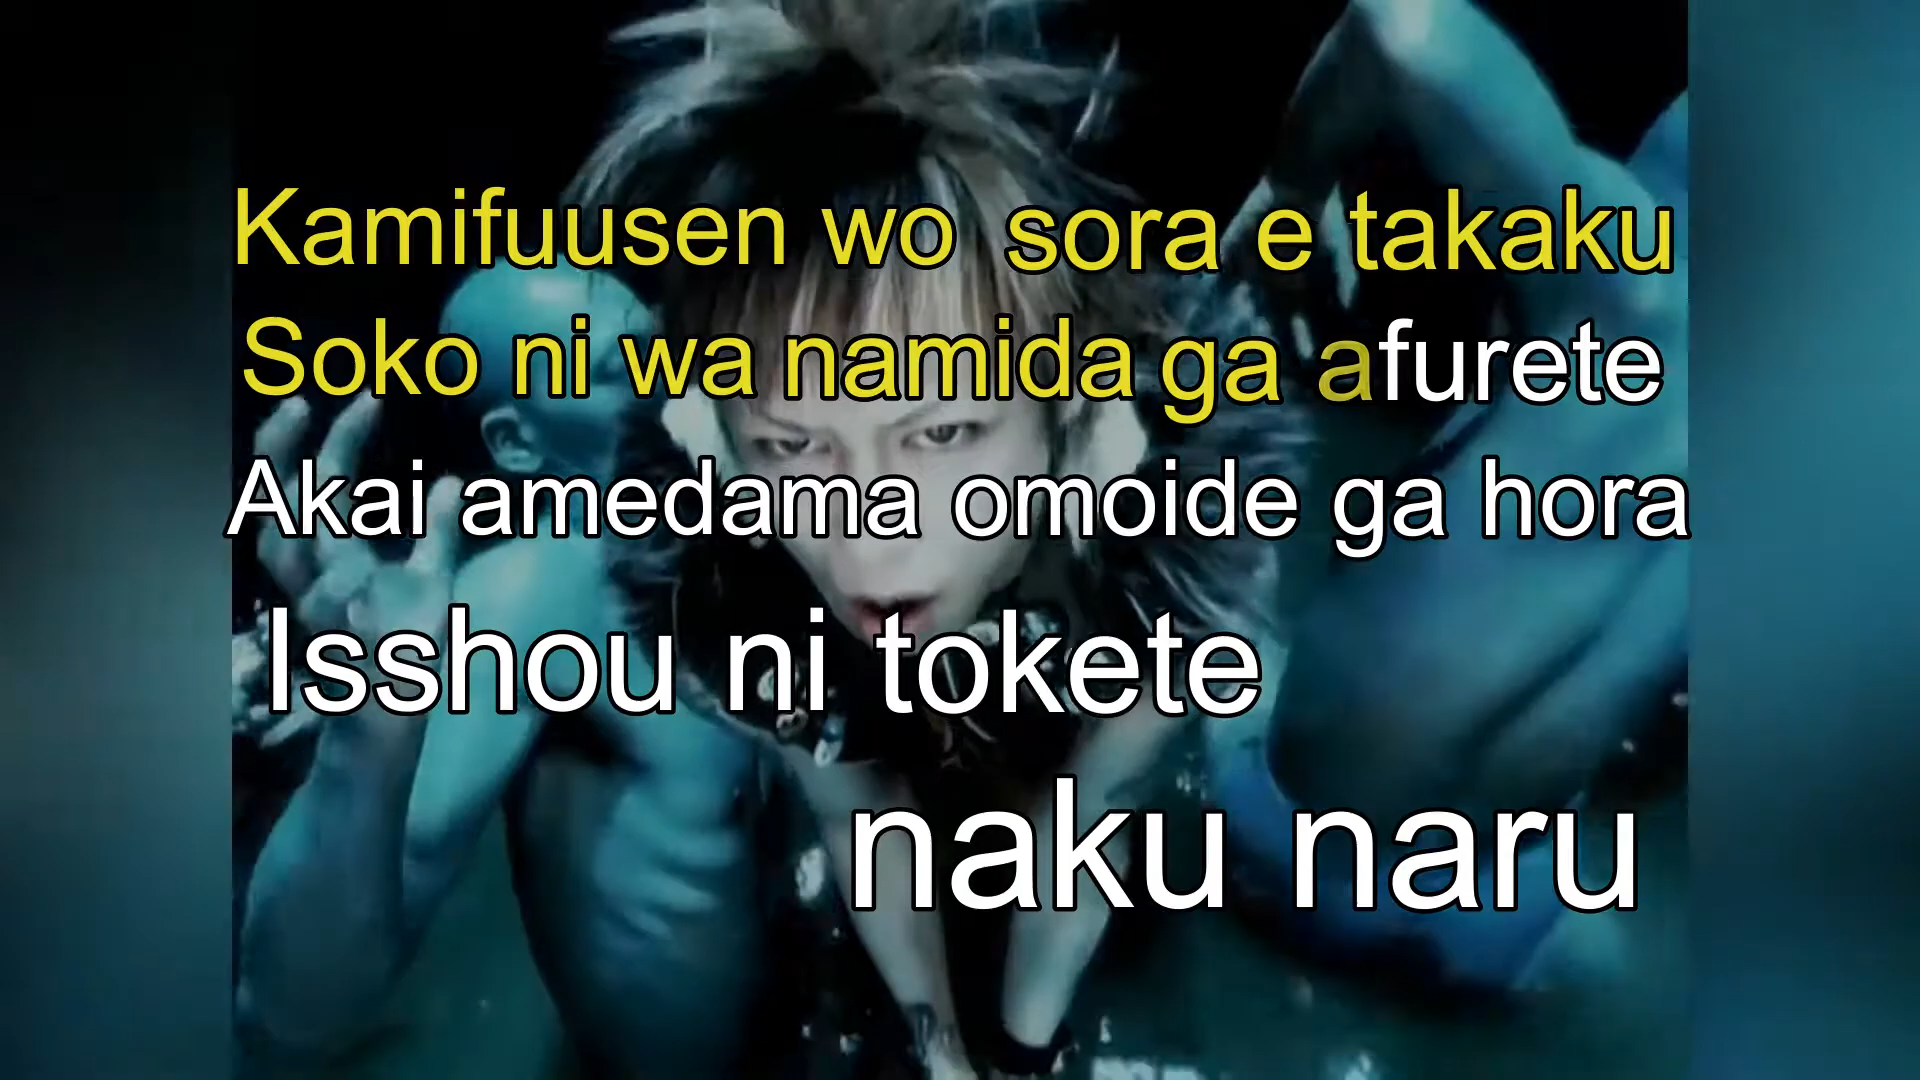 Kamifuusen wo sora e takaku
Soko ni wa namida ga afurete
Akai amedama omoide ga hora
Isshou ni tokete
naku naru